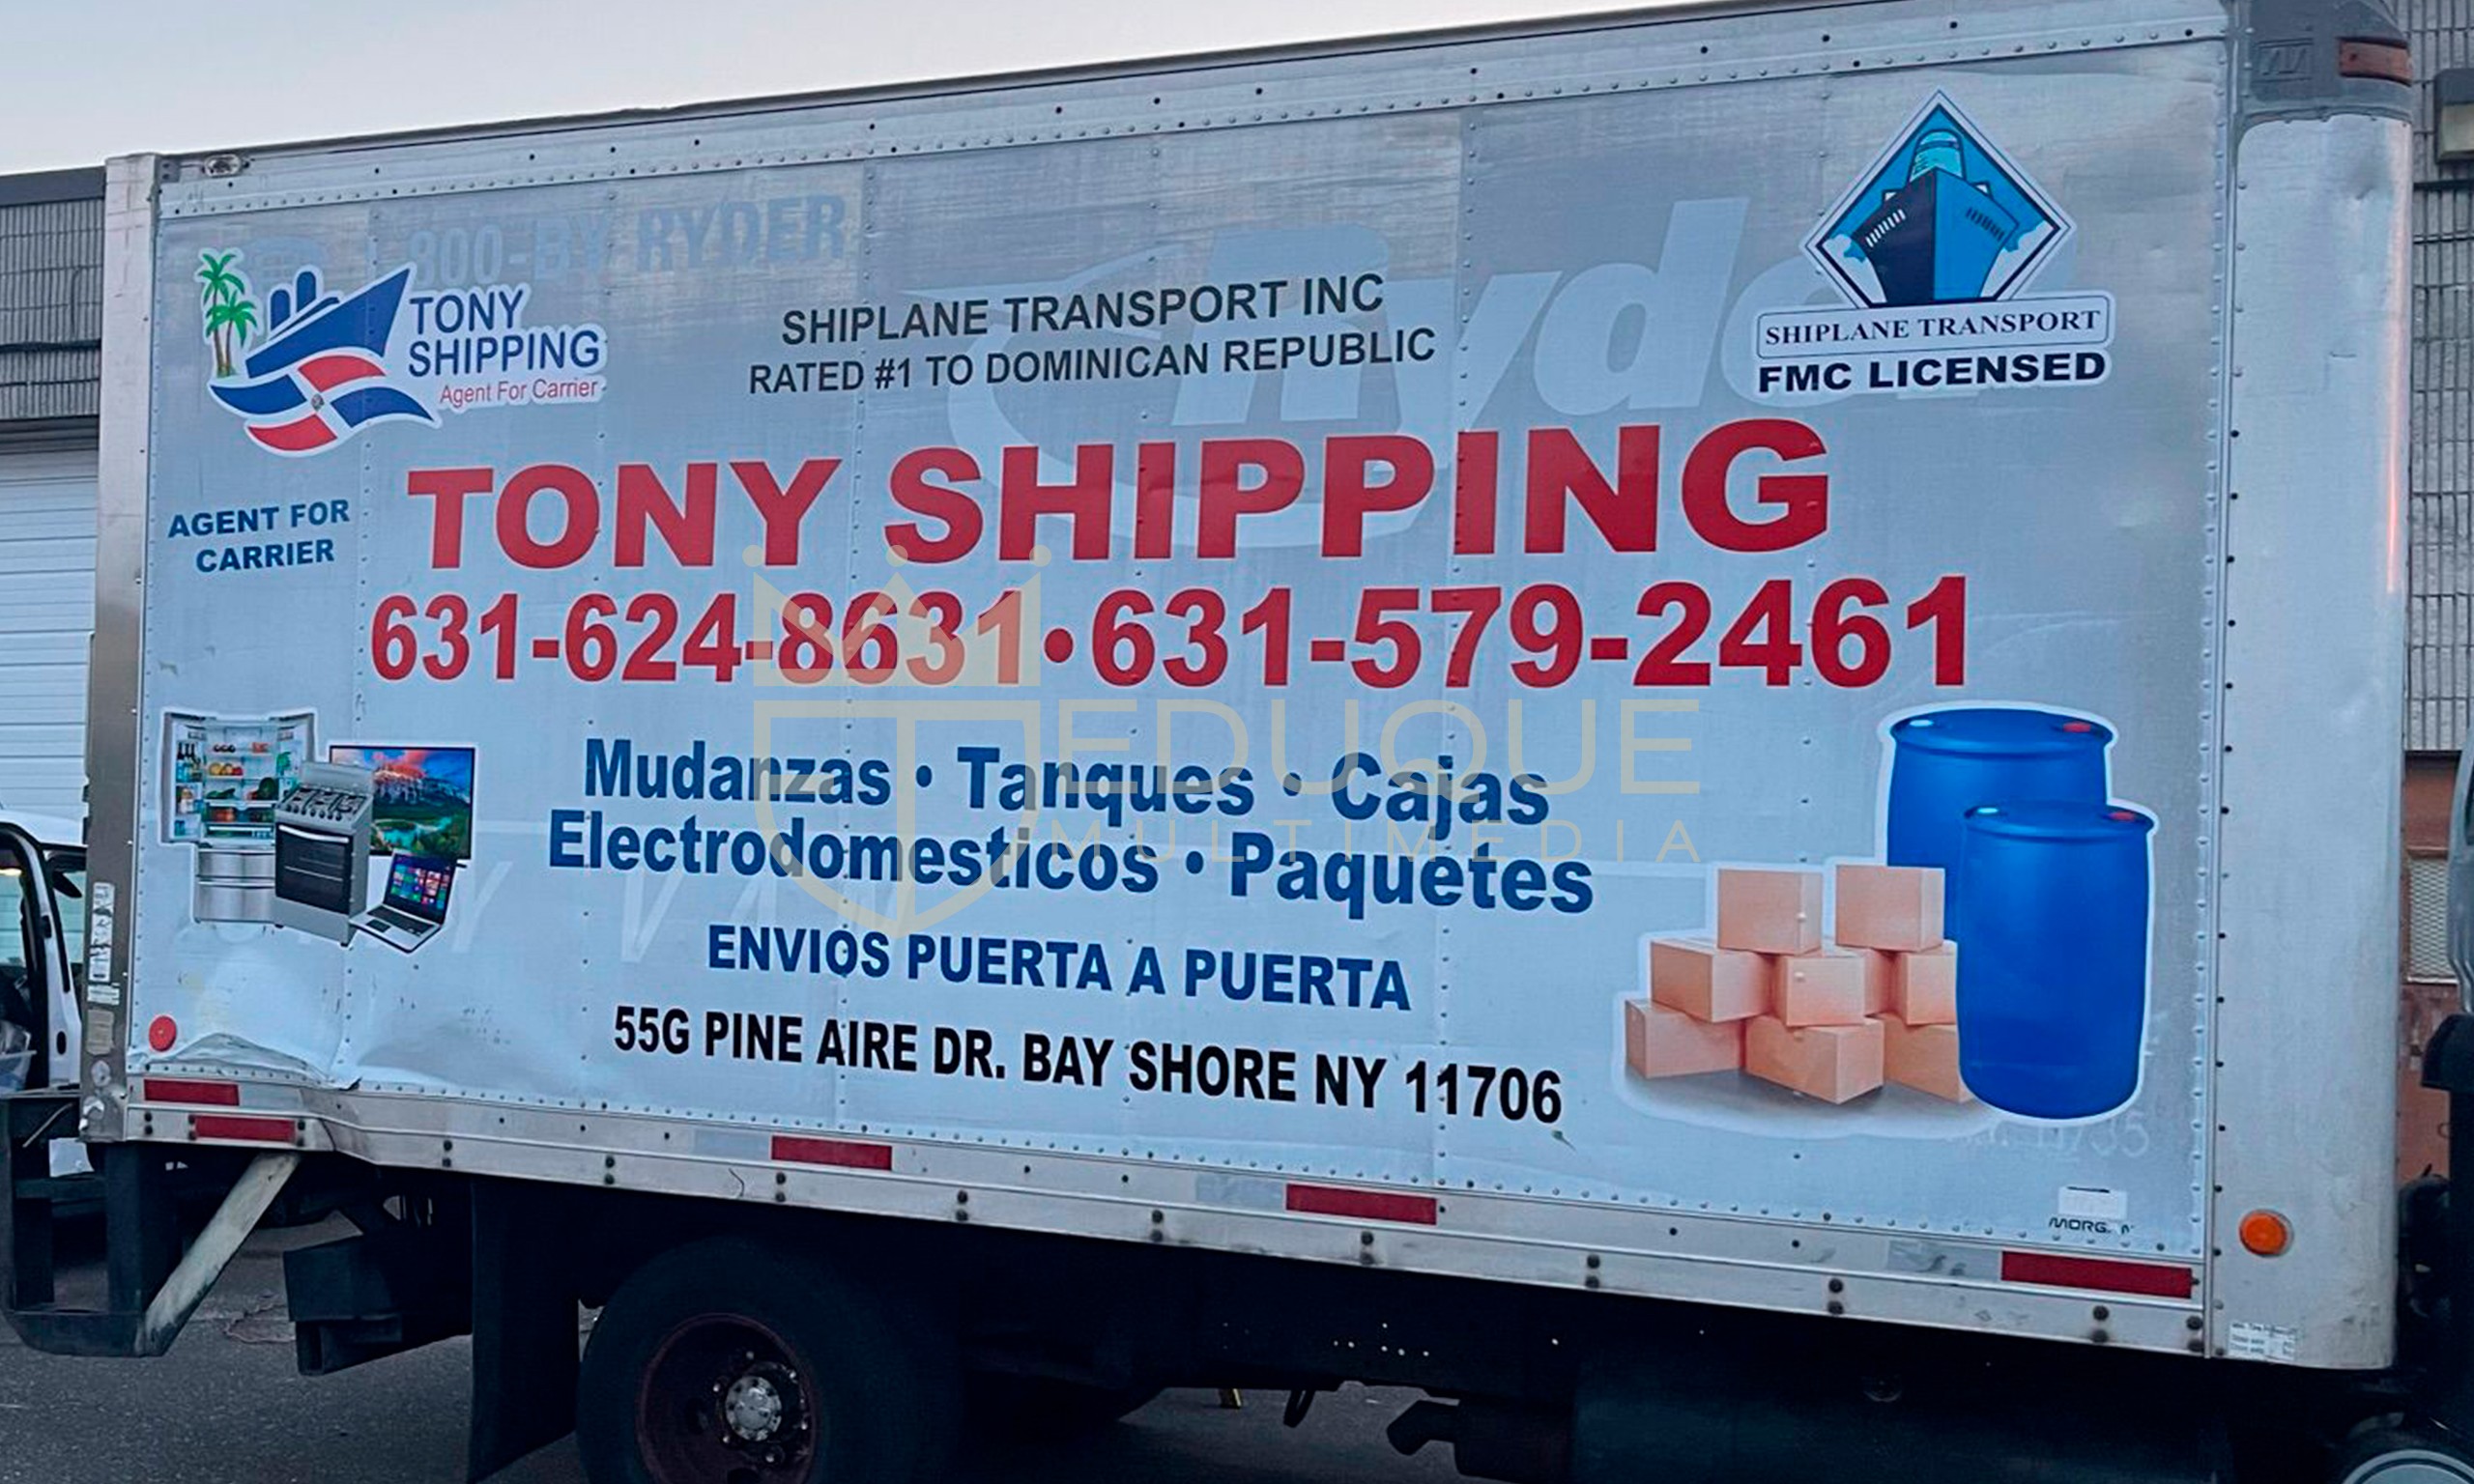 800-BY RYDER
Ryder
TONY
SHIPPING
Agent For Carrier
SHIPLANE TRANSPORT INC
RATED #1 TO DOMINICAN REPUBLIC
SHIPLANE TRANSPORT
FMC LICENSED
AGENT FOR
CARRIER
TONY SHIPPING
631-624-8631•631-579-2461
EDUQUE
MULTIMEDIA
Mudanzas • Tanques • Cajas
Electrodomesticos • Paquetes
ENVIOS PUERTA A PUERTA
55G PINE AIRE DR. BAY SHORE NY 11706